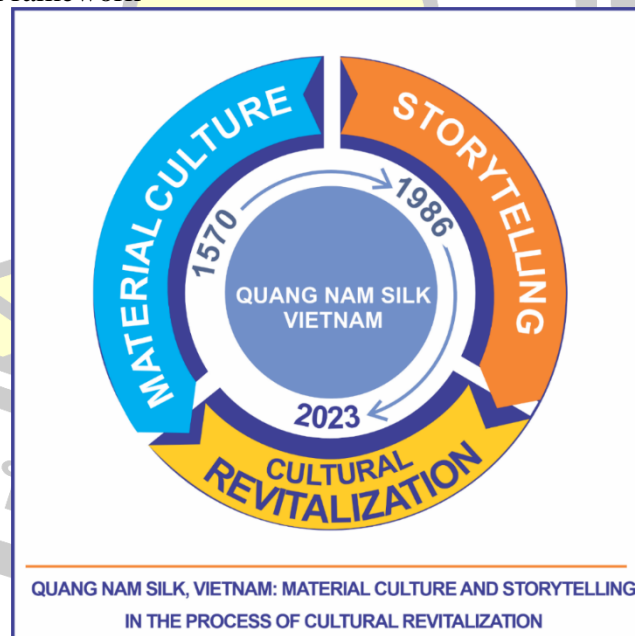 MATERIAL CULTURE
STORYTELLING
1570
1986
QUANG NAM SILK
VIETNAM
2023
CULTURAL
REVITALIZATION
QUANG NAM SILK, VIETNAM: MATERIAL CULTURE AND STORYTELLING
IN THE PROCESS OF CULTURAL REVITALIZATION